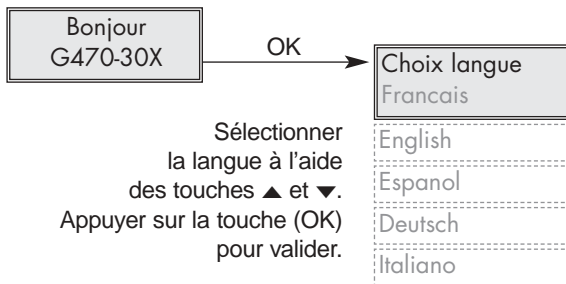 Bonjour
G470-30X
OK
Choix langue
Francais
English
Espanol
Deutsch
Italiano
Sélectionner
la langue à l’aide
des touches ▲ et ▼.
Appuyer sur la touche (OK)
pour valider.